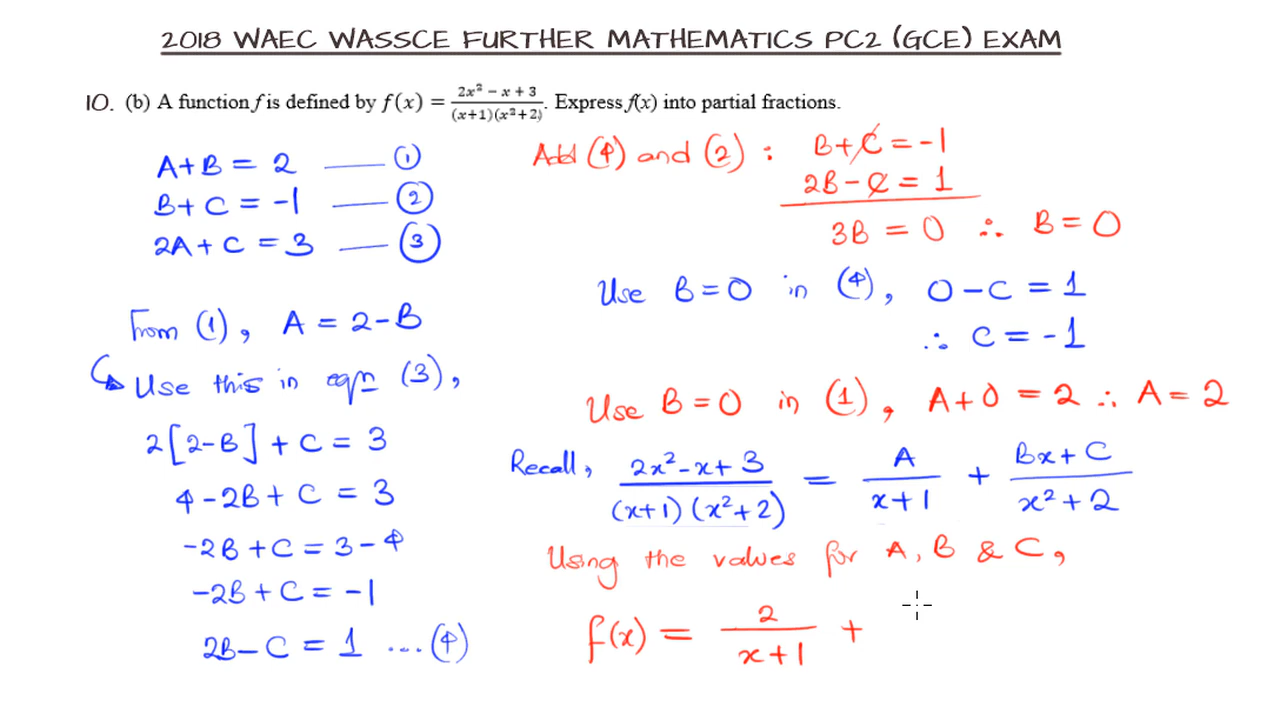 2018 WAEC WASSCE FURTHER MATHEMATICS PC2 (GCE) EXAM
10. (b) A function f is defined by f(x) = (2x² − x + 3)/((x+1)(x²+2)). Express f(x) into partial fractions.
A+B = 2 —— (1)
B+C = -1 —— (2)
2A+C = 3 —— (3)
From (1), A = 2-B
↳ Use this in eqn (3),
2[2-B] + C = 3
4-2B+C = 3
-2B+C = 3-4
-2B+C = -1
2B-C = 1 ...(4)
Add (4) and (2) : B+C = -1
2B-C = 1
3B = 0 ∴ B = 0
Use B=0 in (4), 0-C = 1
∴ C = -1
Use B=0 in (1), A+0 = 2 ∴ A = 2
Recall, (2x²-x+3)/((x+1)(x²+2)) = A/(x+1) + (Bx+C)/(x²+2)
Using the values for A, B & C,
f(x) = 2/(x+1) +